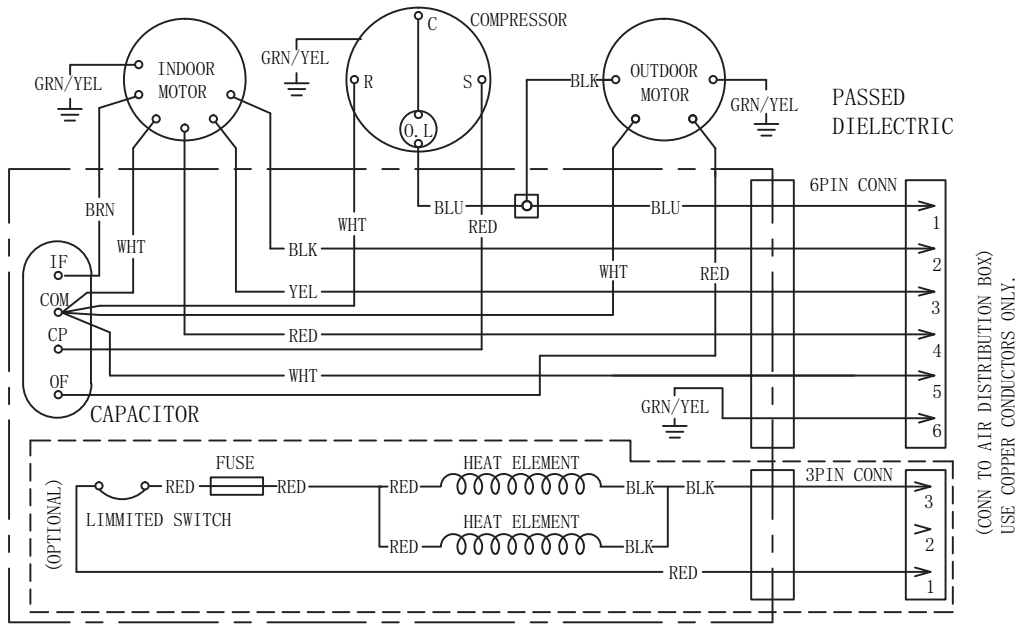 COMPRESSOR
C
GRN/YEL
INDOOR
MOTOR
GRN/YEL
R
S
O.L
BLK
OUTDOOR
MOTOR
GRN/YEL
PASSED
DIELECTRIC
6PIN CONN
BRN
WHT
BLU
BLU
1
WHT
RED
BLK
2
WHT
RED
IF
COM
CP
OF
YEL
3
RED
4
WHT
5
GRN/YEL
6
CAPACITOR
(CONN TO AIR DISTRIBUTION BOX)
USE COPPER CONDUCTORS ONLY.
(OPTIONAL)
FUSE
HEAT ELEMENT
3PIN CONN
RED
RED
RED
BLK
BLK
3
LIMMITED SWITCH
HEAT ELEMENT
RED
BLK
2
RED
1